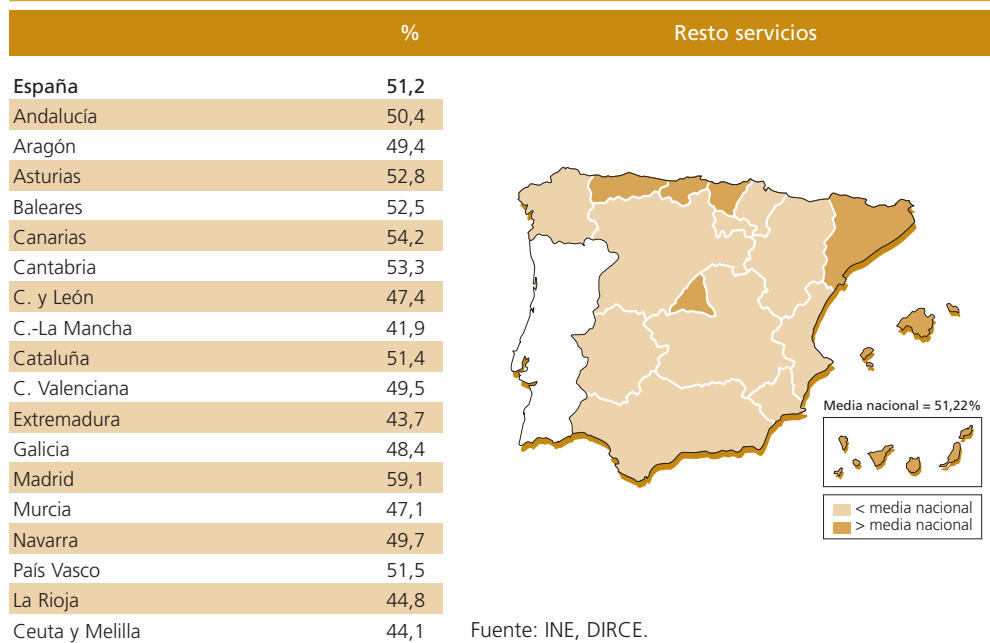 % Resto servicios
España 51,2
Andalucía 50,4
Aragón 49,4
Asturias 52,8
Baleares 52,5
Canarias 54,2
Cantabria 53,3
C. y León 47,4
C.-La Mancha 41,9
Cataluña 51,4
C. Valenciana 49,5
Extremadura 43,7
Galicia 48,4
Madrid 59,1
Murcia 47,1
Navarra 49,7
País Vasco 51,5
La Rioja 44,8
Ceuta y Melilla 44,1
Media nacional = 51,22%
< media nacional
> media nacional
Fuente: INE, DIRCE.